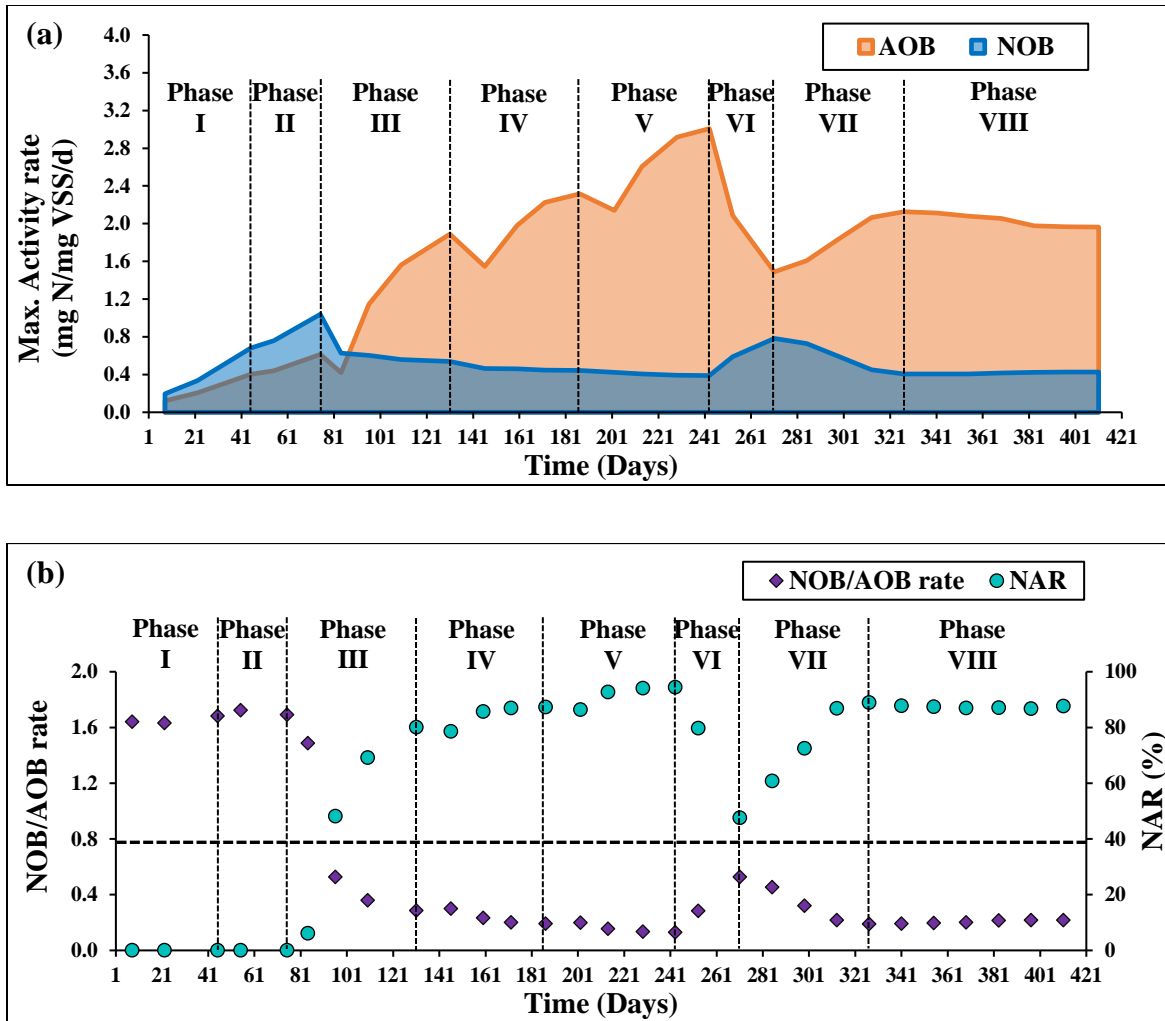 (a)
AOB NOB
4.0
3.6
3.2
2.8
2.4
2.0
1.6
1.2
0.8
0.4
0.0
Max. Activity rate
(mg N/mg VSS/d)
Phase Phase Phase Phase Phase Phase Phase Phase
I II III IV V VI VII VIII
1 21 41 61 81 101 121 141 161 181 201 221 241 261 281 301 321 341 361 381 401 421
Time (Days)
(b)
NOB/AOB rate NAR
Phase Phase Phase Phase Phase Phase Phase Phase
I II III IV V VI VII VIII
2.0 100
1.6 80
1.2 60
0.8 40
0.4 20
0.0 0
NOB/AOB rate
NAR (%)
1 21 41 61 81 101 121 141 161 181 201 221 241 261 281 301 321 341 361 381 401 421
Time (Days)